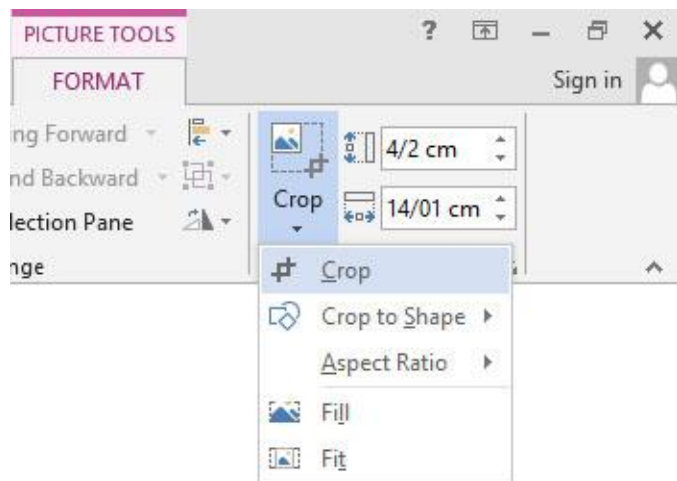 PICTURE TOOLS
?
FORMAT
Sign in
ng Forward
nd Backward
lection Pane
nge
Crop
4/2 cm
14/01 cm
Crop
Crop to Shape
Aspect Ratio
Fill
Fit